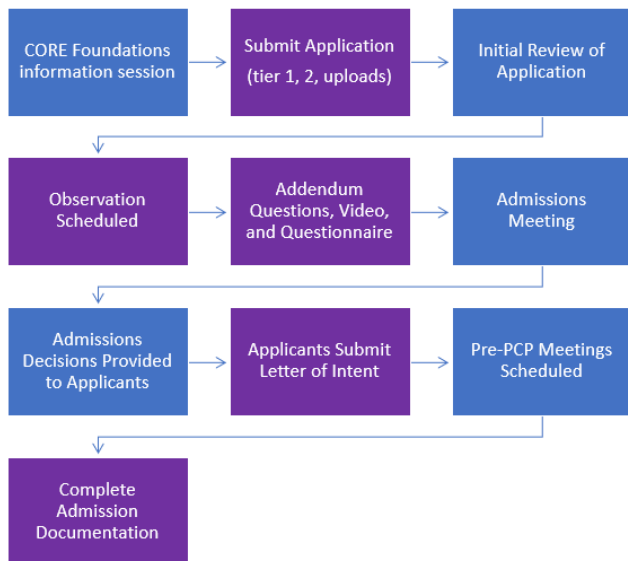 CORE Foundations
information session
Submit Application
(tier 1, 2, uploads)
Initial Review of
Application
Observation
Scheduled
Addendum
Questions, Video,
and Questionnaire
Admissions
Meeting
Admissions
Decisions Provided
to Applicants
Applicants Submit
Letter of Intent
Pre-PCP Meetings
Scheduled
Complete
Admission
Documentation